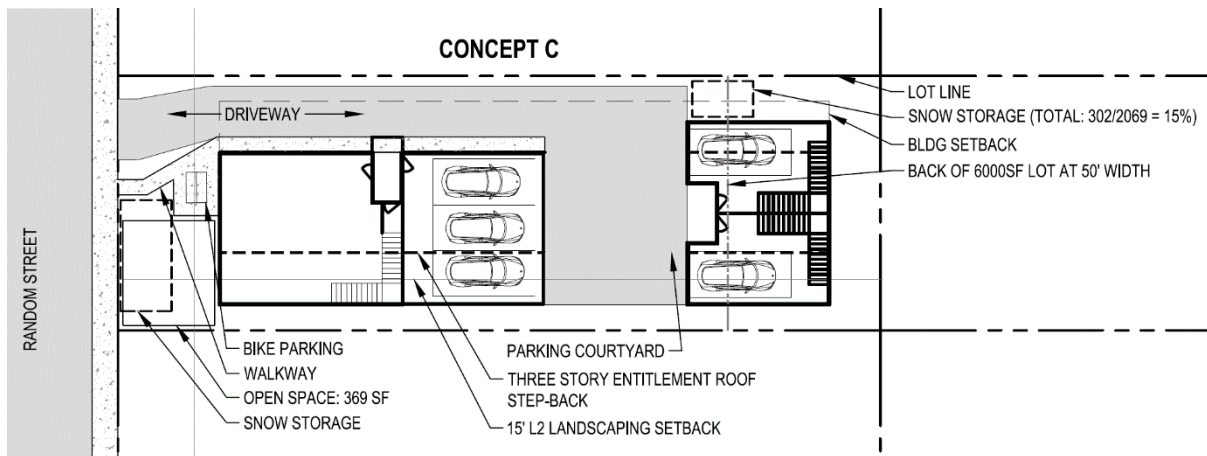 CONCEPT C
DRIVEWAY
LOT LINE
SNOW STORAGE (TOTAL: 302/2069 = 15%)
BLDG SETBACK
BACK OF 6000SF LOT AT 50' WIDTH
RANDOM STREET
BIKE PARKING
WALKWAY
OPEN SPACE: 369 SF
SNOW STORAGE
PARKING COURTYARD
THREE STORY ENTITLEMENT ROOF
STEP-BACK
15' L2 LANDSCAPING SETBACK